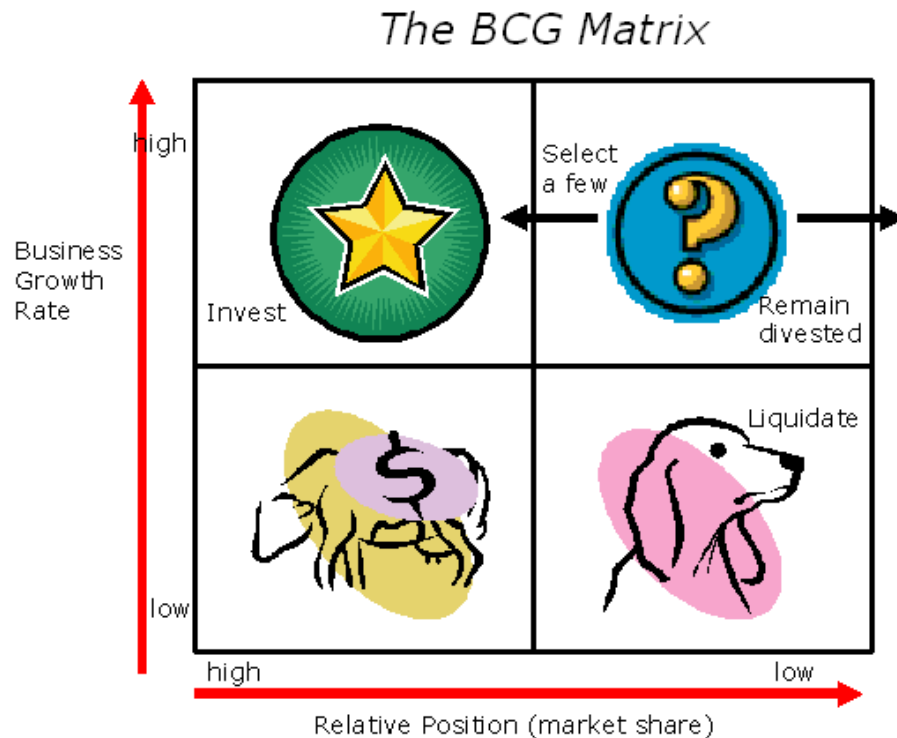 The BCG Matrix
high
Select
a few
Business
Growth
Rate
Invest
Remain
divested
$
Liquidate
low
high
low
Relative Position (market share)